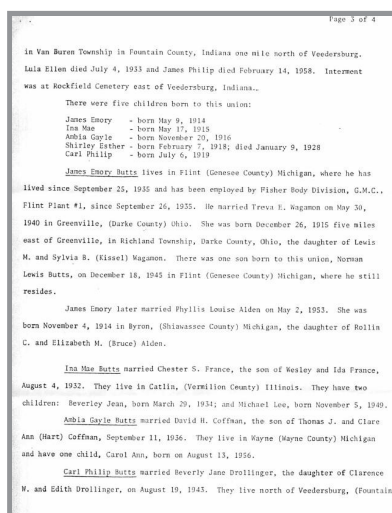 Page 3 of 4
in Van Buren Township in Fountain County, Indiana one mile north of Veedersburg.
Lula Ellen died July 4, 1933 and James Philip died February 14, 1958. Interment
was at Rockfield Cemetery east of Veedersburg, Indiana..
There were five children born to this union:
James Emory - born May 9, 1914
Ina Mae - born May 17, 1915
Ambia Gayle - born November 20, 1916
Shirley Esther - born February 7, 1918; died January 9, 1928
Carl Philip - born July 6, 1919
James Emory Butts lives in Flint (Genesee County) Michigan, where he has
lived since September 25, 1935 and has been employed by Fisher Body Division, G.M.C.,
Flint Plant #1, since September 26, 1935. He married Treva E. Wagamon on May 30,
1940 in Greenville, (Darke County) Ohio. She was born December 26, 1915 five miles
east of Greenville, in Richland Township, Darke County, Ohio, the daughter of Lewis
M. and Sylvia B. (Kissel) Wagamon. There was one son born to this union, Norman
Lewis Butts, on December 18, 1945 in Flint (Genesee County) Michigan, where he still
resides.
James Emory later married Phyllis Louise Alden on May 2, 1953. She was
born November 4, 1914 in Byron, (Shiawassee County) Michigan, the daughter of Rollin
C. and Elizabeth M. (Bruce) Alden.
Ina Mae Butts married Chester S. France, the son of Wesley and Ida France,
August 4, 1932. They live in Catlin, (Vermilion County) Illinois. They have two
children: Beverley Jean, born March 29, 1934; and Michael Lee, born November 5, 1949.
Ambia Gayle Butts married David H. Coffman, the son of Thomas J. and Clare
Ann (Hart) Coffman, September 11, 1936. They live in Wayne (Wayne County) Michigan
and have one child, Carol Ann, born on August 13, 1956.
Carl Philip Butts married Beverly Jane Drollinger, the daughter of Clarence
W. and Edith Drollinger, on August 19, 1943. They live north of Veedersburg, (Fountain